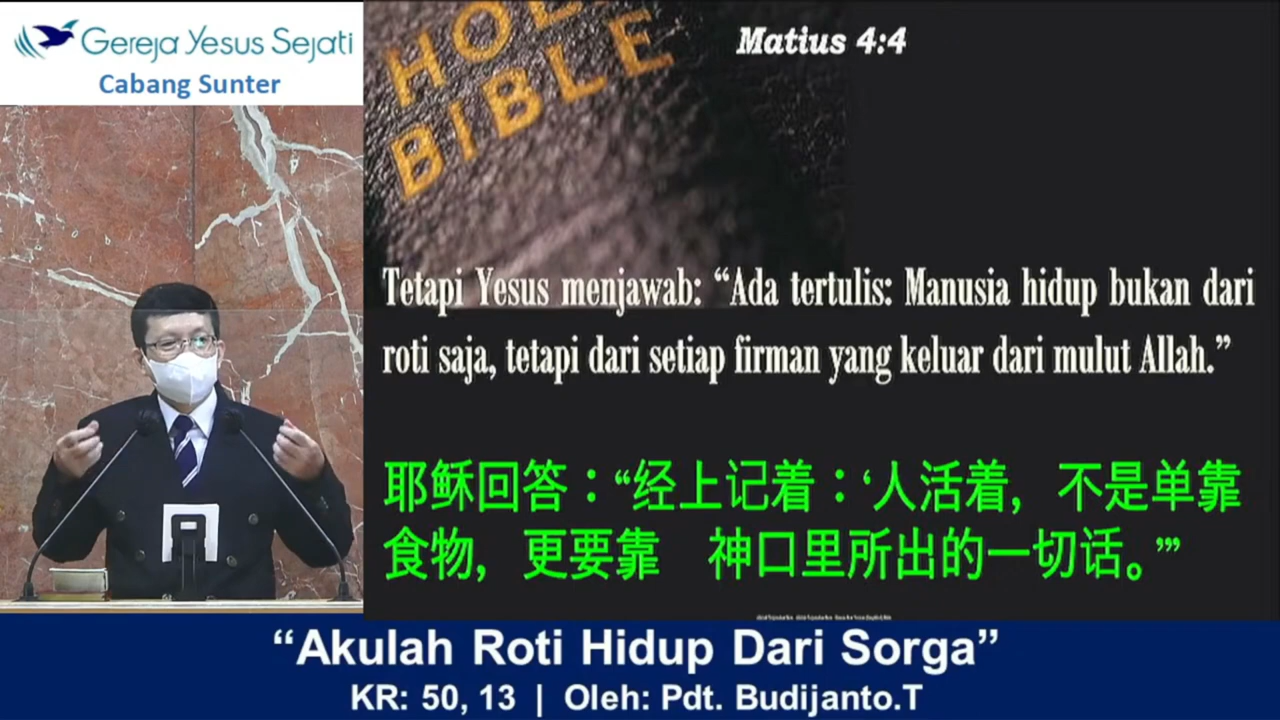 Gereja Yesus Sejati
Cabang Sunter
HOLY
BIBLE
Matius 4:4
Tetapi Yesus menjawab: “Ada tertulis: Manusia hidup bukan dari
roti saja, tetapi dari setiap firman yang keluar dari mulut Allah.”
耶稣回答：“经上记着：‘人活着，不是单靠
食物，更要靠　神口里所出的一切话。’”
“Akulah Roti Hidup Dari Sorga”
KR: 50, 13 | Oleh: Pdt. Budijanto.T